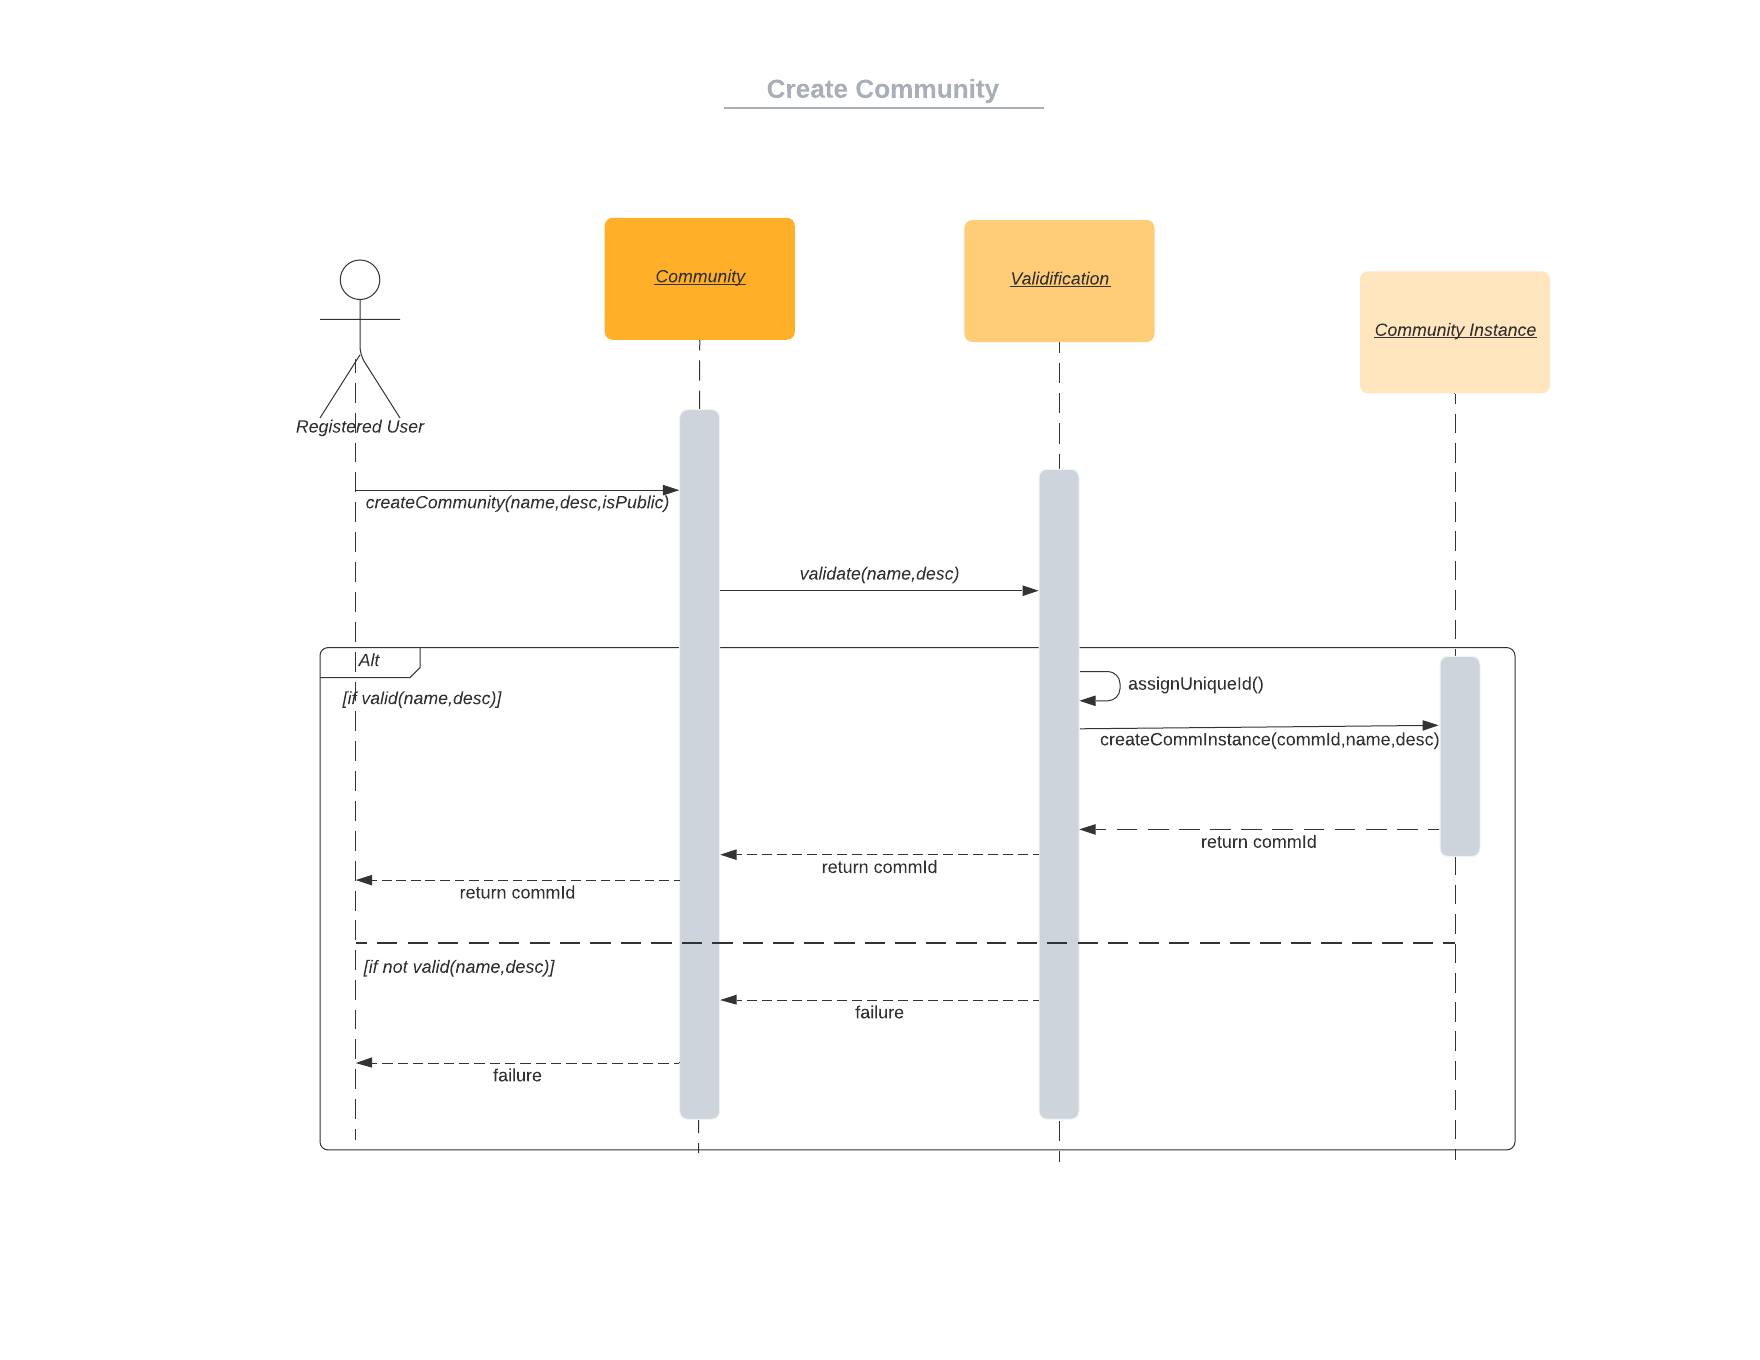 Create Community
Community
Validification
Community Instance
Registered User
createCommunity(name,desc,isPublic)
validate(name,desc)
Alt
[if valid(name,desc)]
assignUniqueId()
createCommInstance(commId,name,desc)
return commId
return commId
return commId
[if not valid(name,desc)]
failure
failure